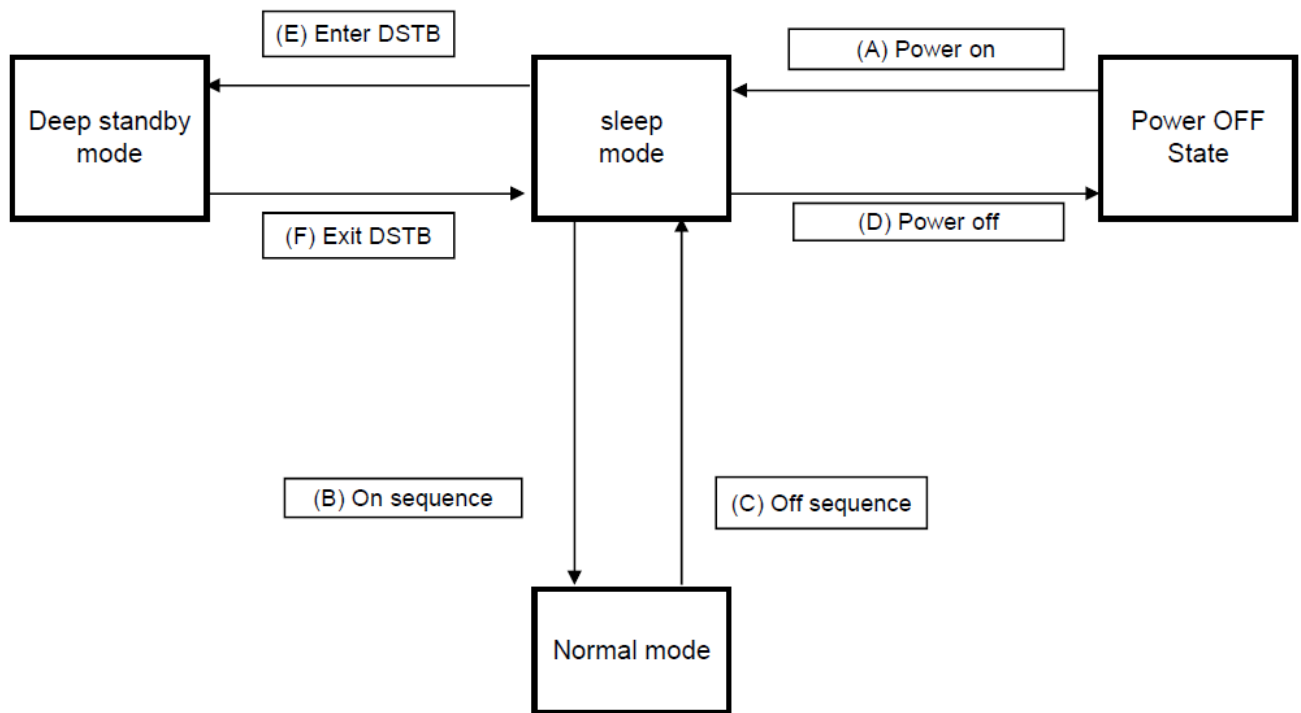 (E) Enter DSTB
(A) Power on
Deep standby
mode
sleep
mode
Power OFF
State
(F) Exit DSTB
(D) Power off
(B) On sequence
(C) Off sequence
Normal mode